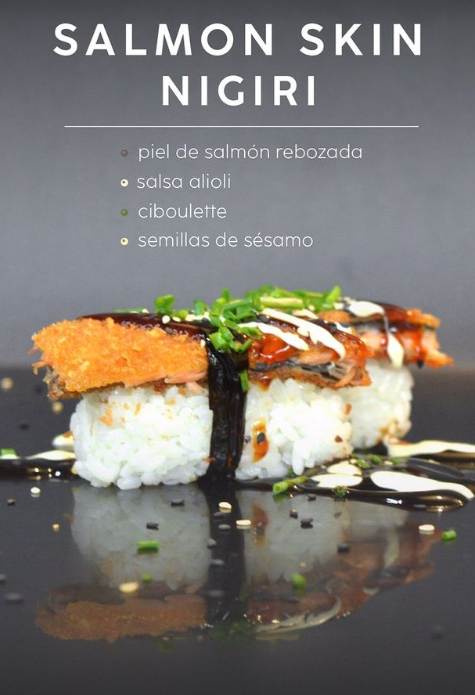 SALMON SKIN
NIGIRI
piel de salmón rebozada
salsa alioli
ciboulette
semillas de sésamo